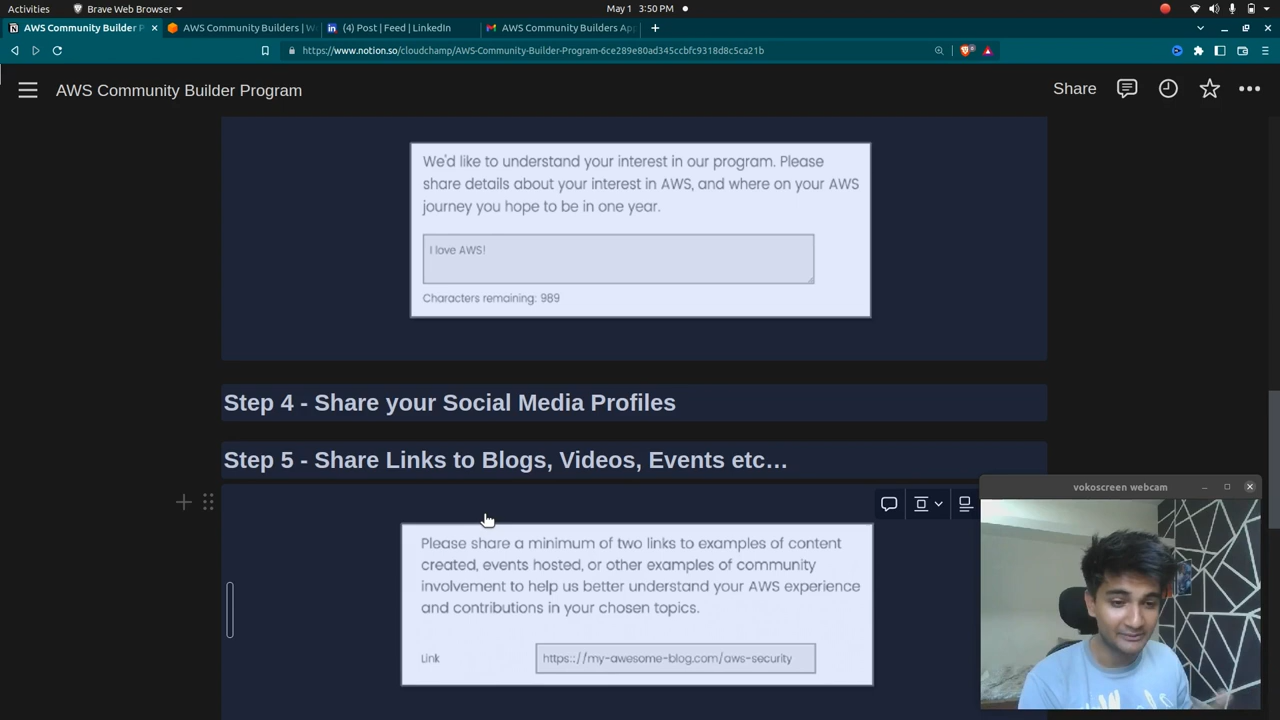 Activities
Brave Web Browser
May 1 3:50 PM
AWS Community Builder P
AWS Community Builders | W
(4) Post | Feed | LinkedIn
AWS Community Builders Ap
https://www.notion.so/cloudchamp/AWS-Community-Builder-Program-6ce289e80ad345ccbfc9318d8c5ca21b
AWS Community Builder Program
Share
We'd like to understand your interest in our program. Please
share details about your interest in AWS, and where on your AWS
journey you hope to be in one year.
I love AWS!
Characters remaining: 989
Step 4 - Share your Social Media Profiles
Step 5 - Share Links to Blogs, Videos, Events etc…
vokoscreen webcam
Please share a minimum of two links to examples of content
created, events hosted, or other examples of community
involvement to help us better understand your AWS experience
and contributions in your chosen topics.
Link
https:://my-awesome-blog.com/aws-security